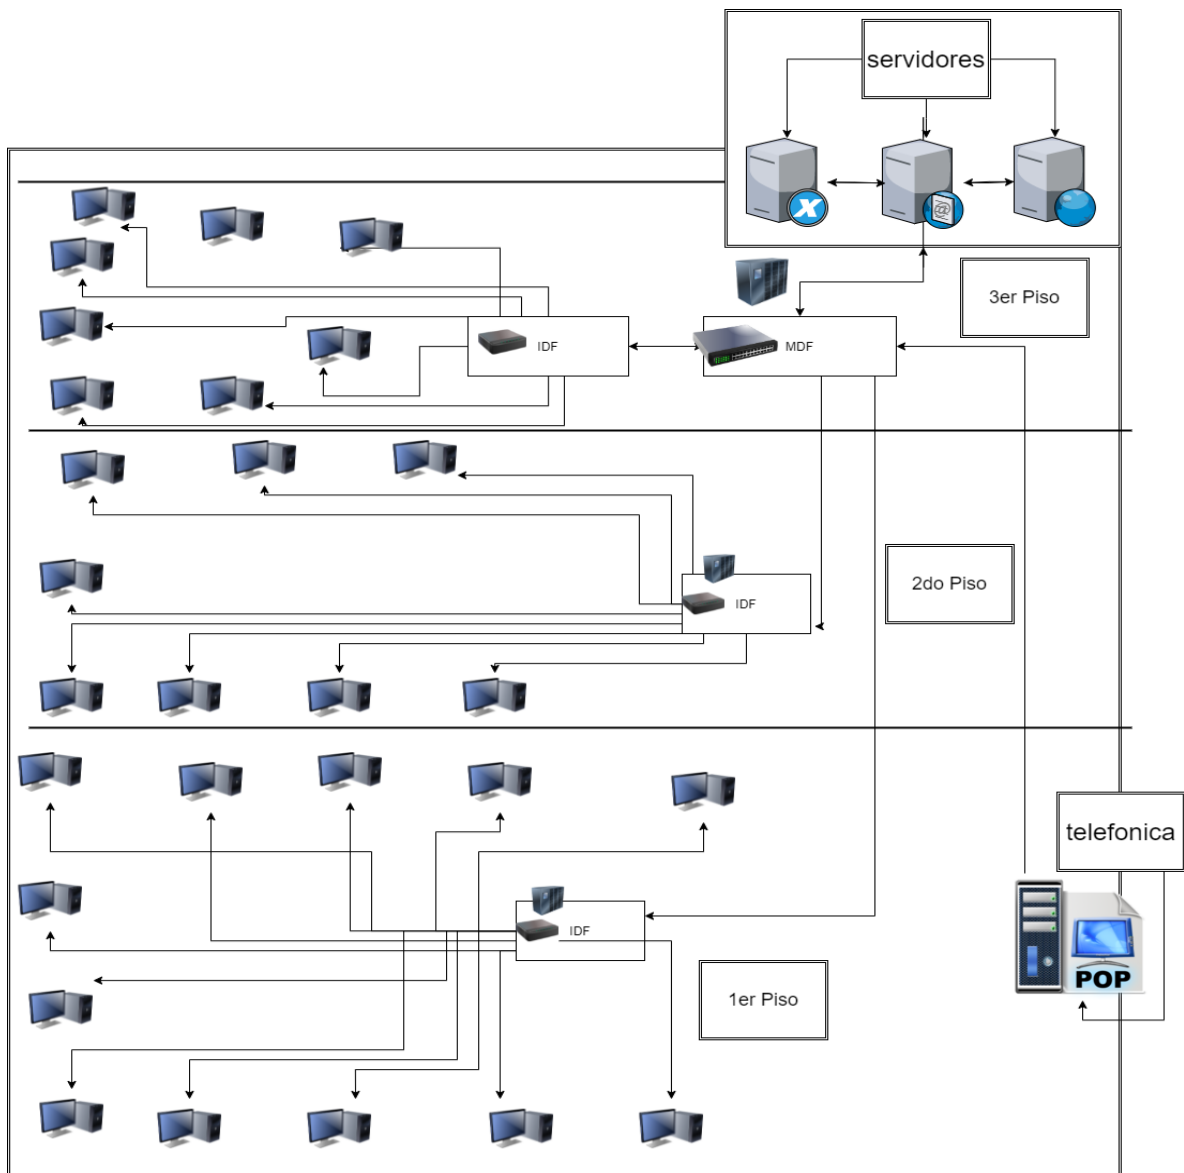 servidores
X
@
3er Piso
IDF
MDF
2do Piso
IDF
telefonica
IDF
POP
1er Piso